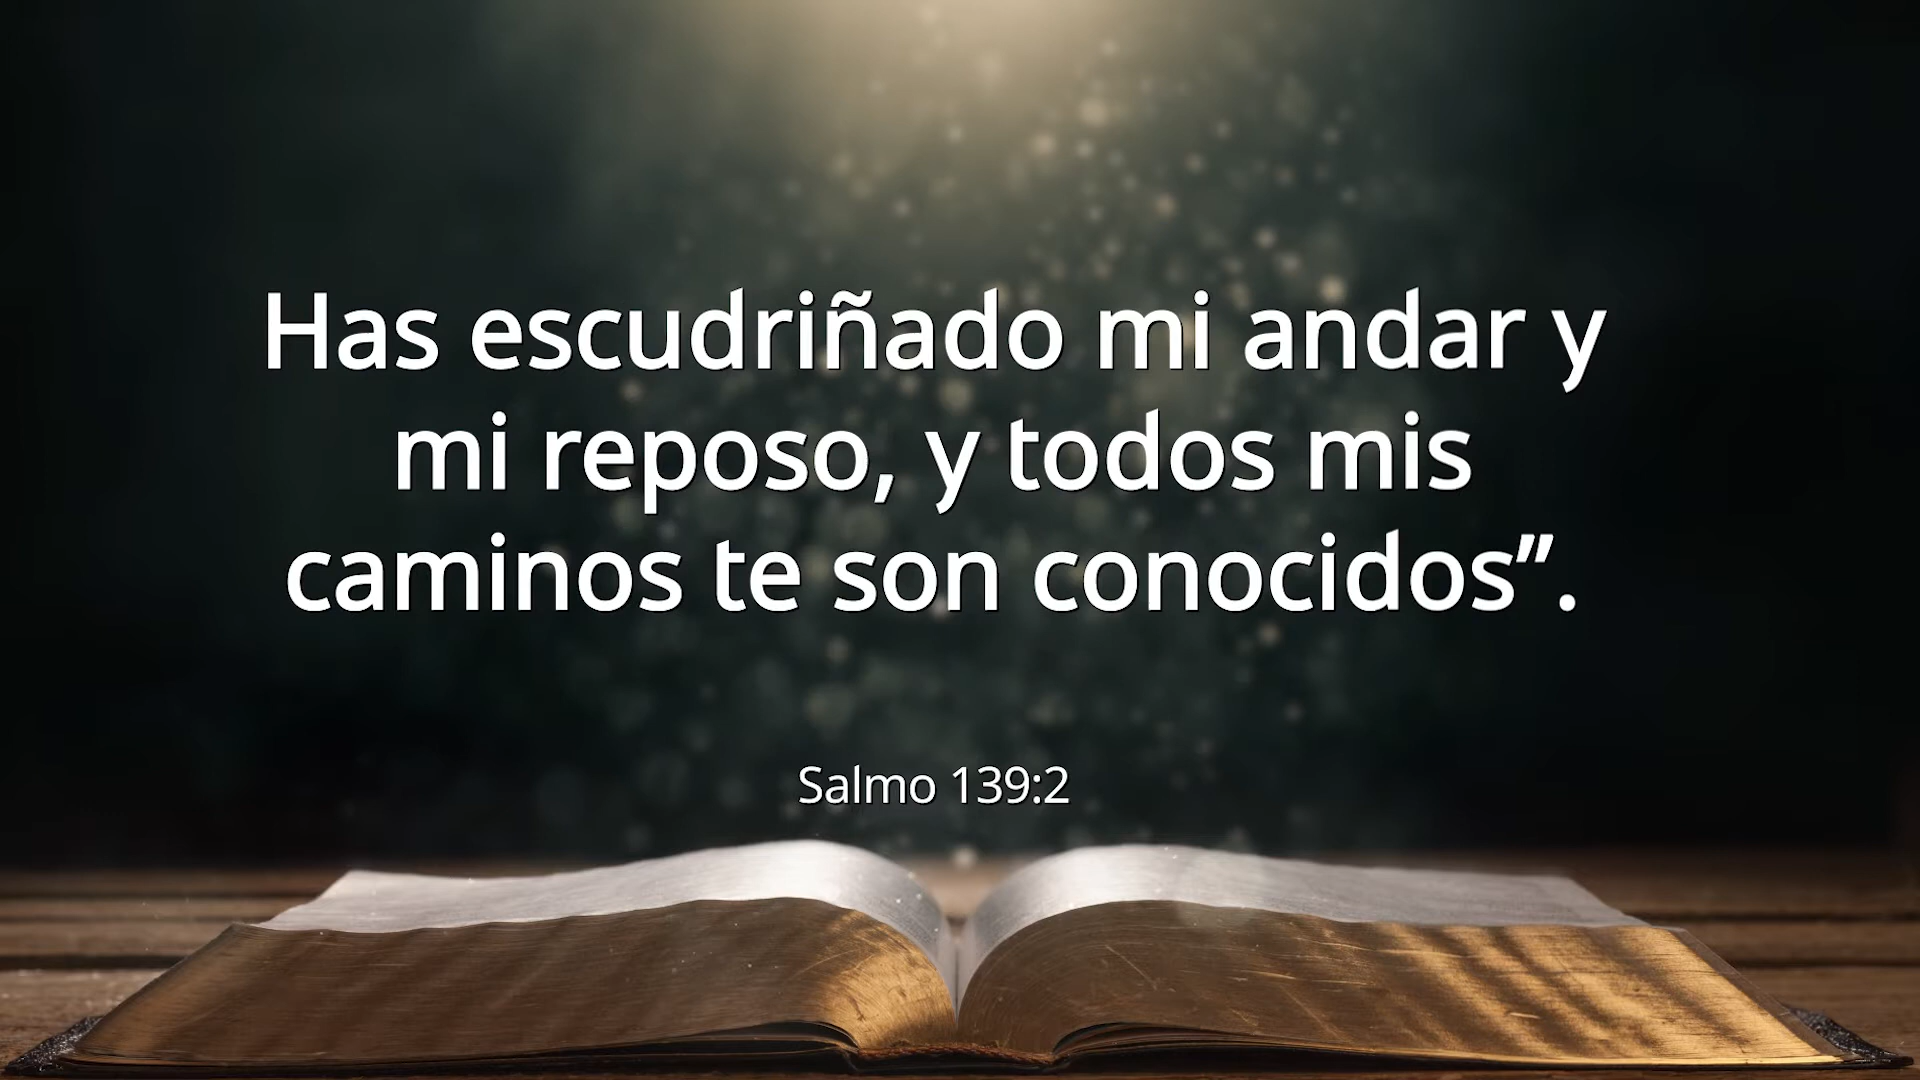 Has escudriñado mi andar y
mi reposo, y todos mis
caminos te son conocidos”.
Salmo 139:2